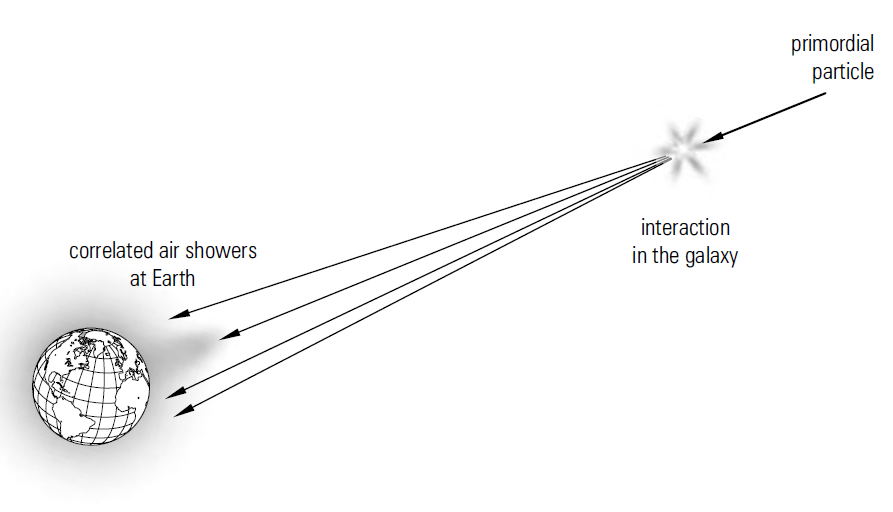 primordial
particle
interaction
in the galaxy
correlated air showers
at Earth